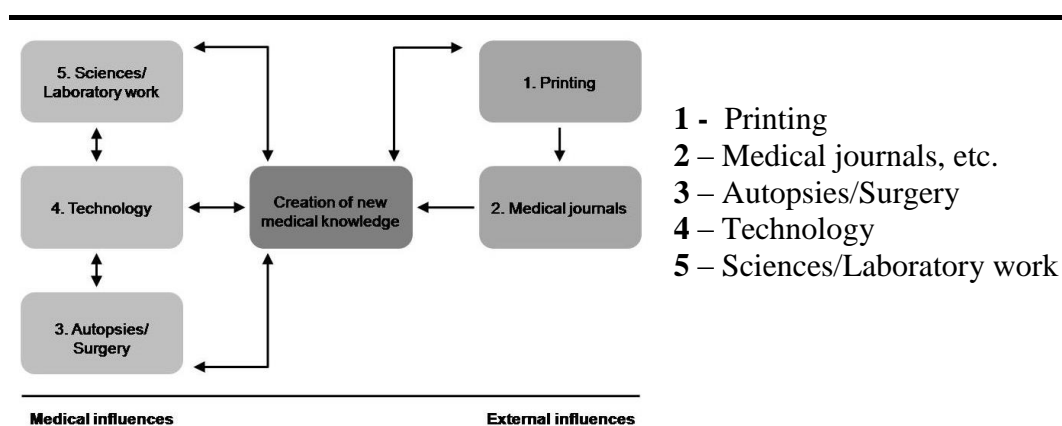 5. Sciences/
Laboratory work
4. Technology
3. Autopsies/
Surgery
Creation of new
medical knowledge
1. Printing
2. Medical journals
Medical influences
External influences
1 - Printing
2 – Medical journals, etc.
3 – Autopsies/Surgery
4 – Technology
5 – Sciences/Laboratory work